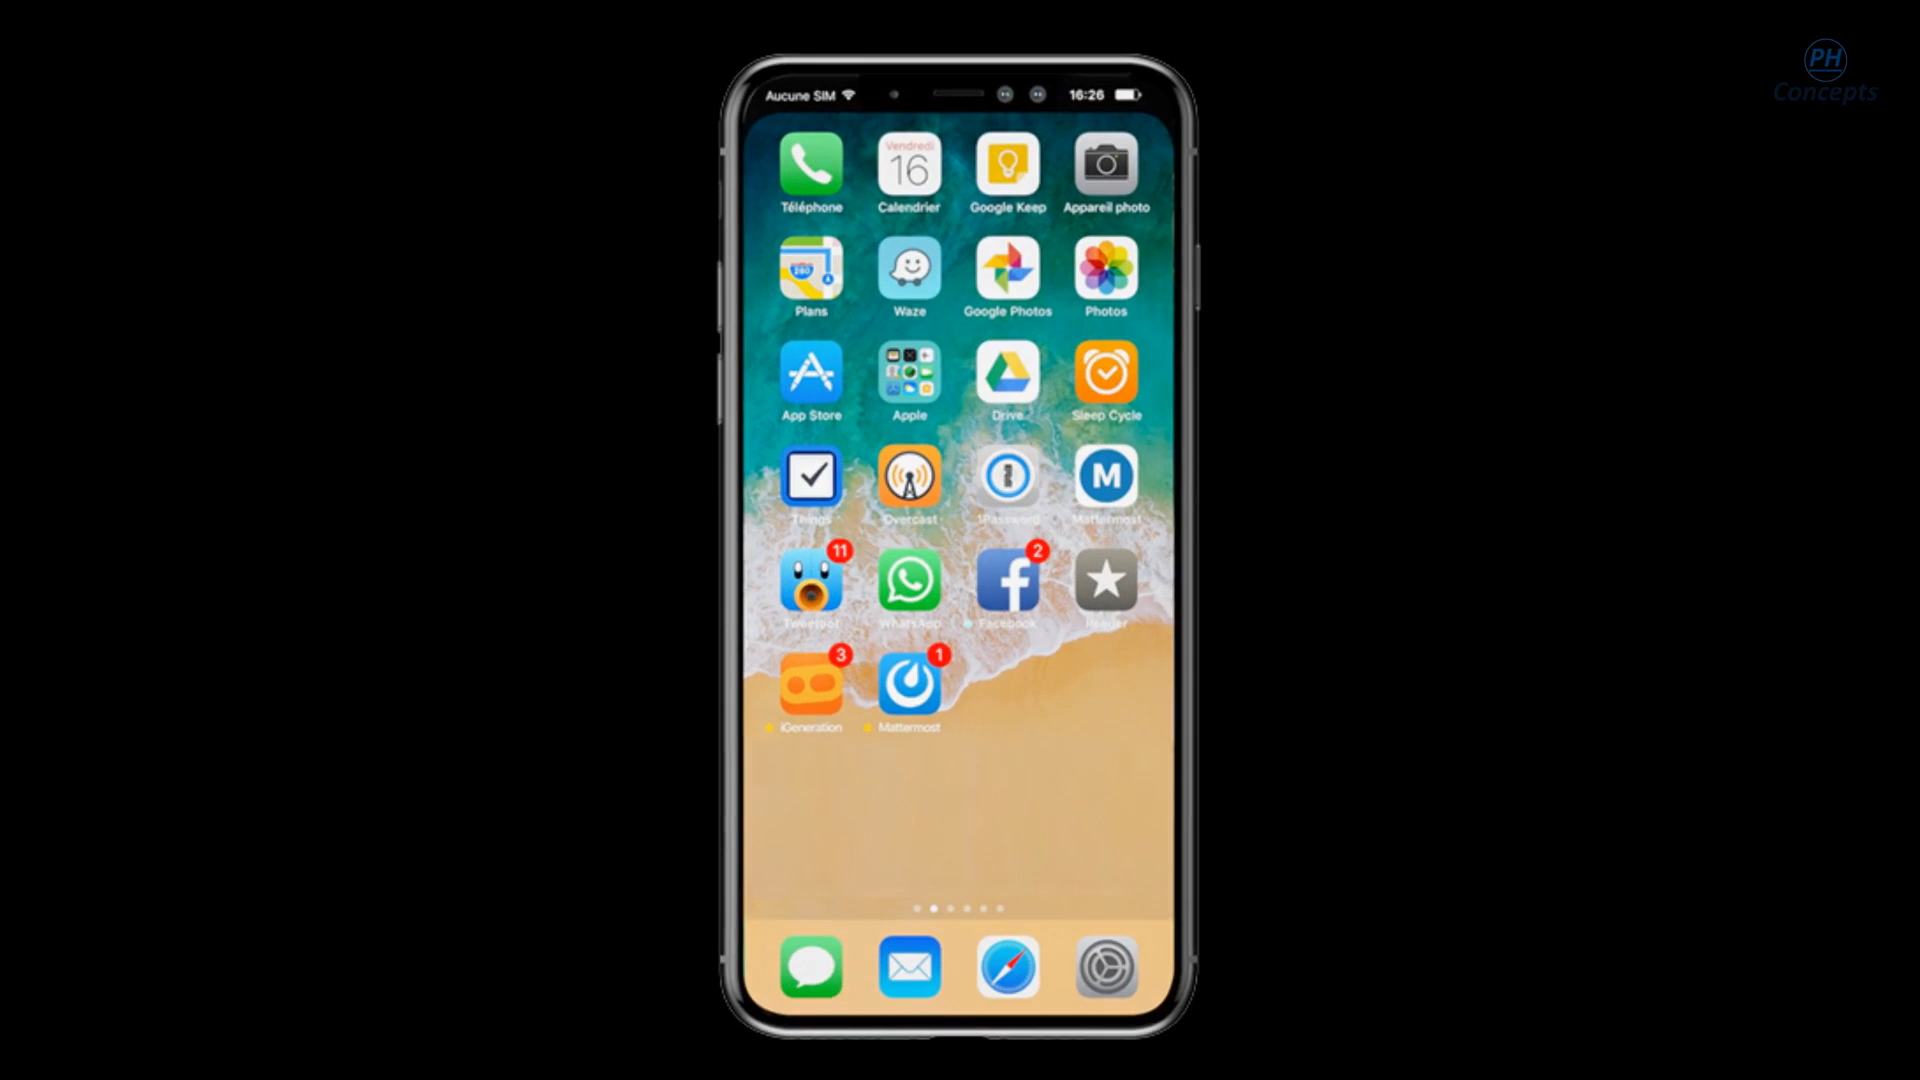 PH
Concepts
Aucune SIM 16:26
Vendredi
16
Téléphone Calendrier Google Keep Appareil photo
280
Plans Waze Google Photos Photos
App Store Apple Drive Sleep Cycle
M
Things Overcast 1Password Mattermost
11 2
Tweetbot WhatsApp Facebook Reeder
3 1
iGeneration Mattermost